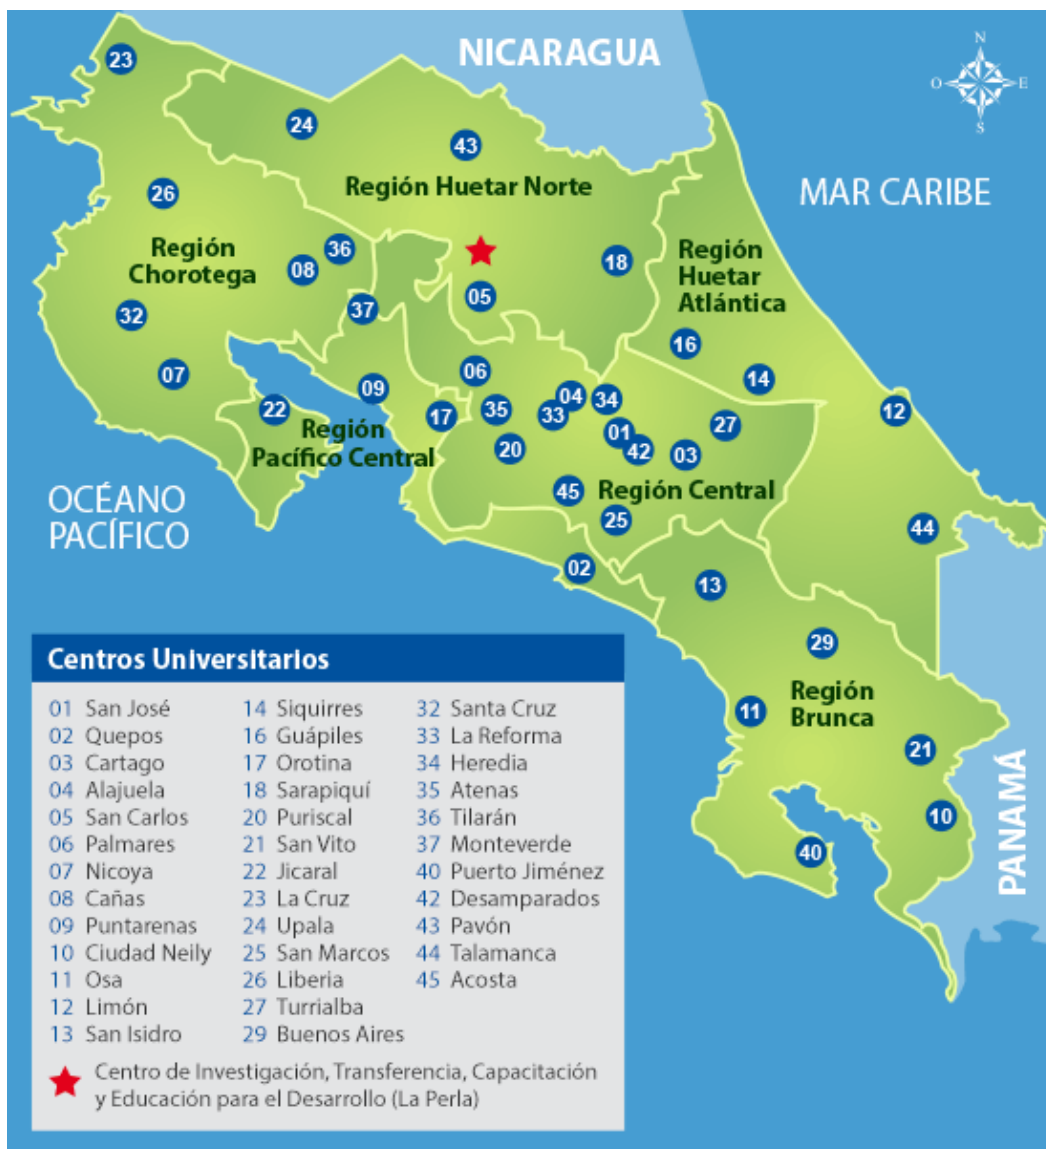 NICARAGUA
N
O
E
S
23
24
43
Región Huetar Norte
MAR CARIBE
26
Región
Chorotega
36
08
18
Región
Huetar
Atlántica
05
37
32
16
07
06
14
09
22
04
34
35
33
17
12
27
01
Región
Pacífico Central
20
42
03
45
Región Central
OCÉANO
PACÍFICO
25
44
02
13
29
Región
Brunca
11
21
10
40
PANAMÁ
Centros Universitarios
01 San José
02 Quepos
03 Cartago
04 Alajuela
05 San Carlos
06 Palmares
07 Nicoya
08 Cañas
09 Puntarenas
10 Ciudad Neily
11 Osa
12 Limón
13 San Isidro
14 Siquirres
16 Guápiles
17 Orotina
18 Sarapiquí
20 Puriscal
21 San Vito
22 Jicaral
23 La Cruz
24 Upala
25 San Marcos
26 Liberia
27 Turrialba
29 Buenos Aires
32 Santa Cruz
33 La Reforma
34 Heredia
35 Atenas
36 Tilarán
37 Monteverde
40 Puerto Jiménez
42 Desamparados
43 Pavón
44 Talamanca
45 Acosta
Centro de Investigación, Transferencia, Capacitación
y Educación para el Desarrollo (La Perla)